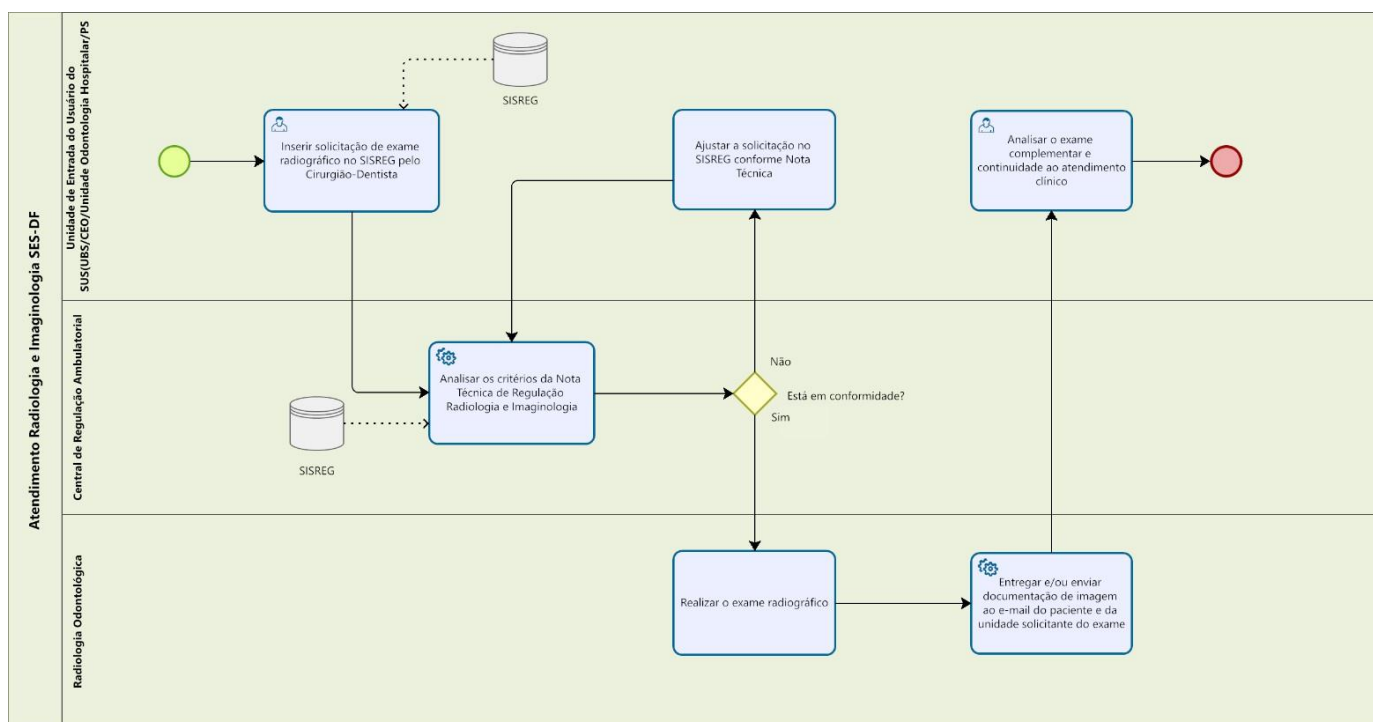 Atendimento Radiologia e Imaginologia SES-DF
Unidade de Entrada do Usuário do
SUS(UBS/CEO/Unidade Odontologia Hospitalar/PS
SISREG
Inserir solicitação de exame
radiográfico no SISREG pelo
Cirurgião-Dentista
Ajustar a solicitação no
SISREG conforme Nota
Técnica
Analisar o exame
complementar e
continuidade ao atendimento
clínico
Central de Regulação Ambulatorial
Analisar os critérios da Nota
Técnica de Regulação
Radiologia e Imaginologia
SISREG
Não
Está em conformidade?
Sim
Radiologia Odontológica
Realizar o exame radiográfico
Entregar e/ou enviar
documentação de imagem
ao e-mail do paciente e da
unidade solicitante do exame